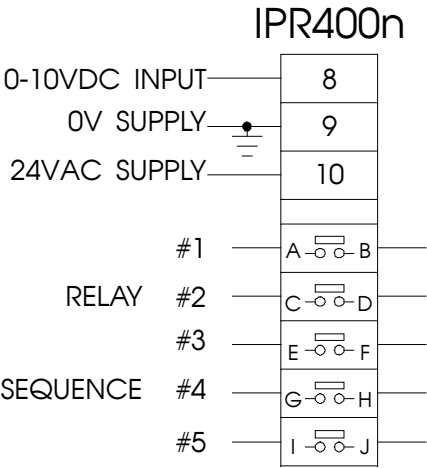 IPR400n
0-10VDC INPUT 8
0V SUPPLY 9
24VAC SUPPLY 10
#1 A B
RELAY #2 C D
#3 E F
SEQUENCE #4 G H
#5 I J